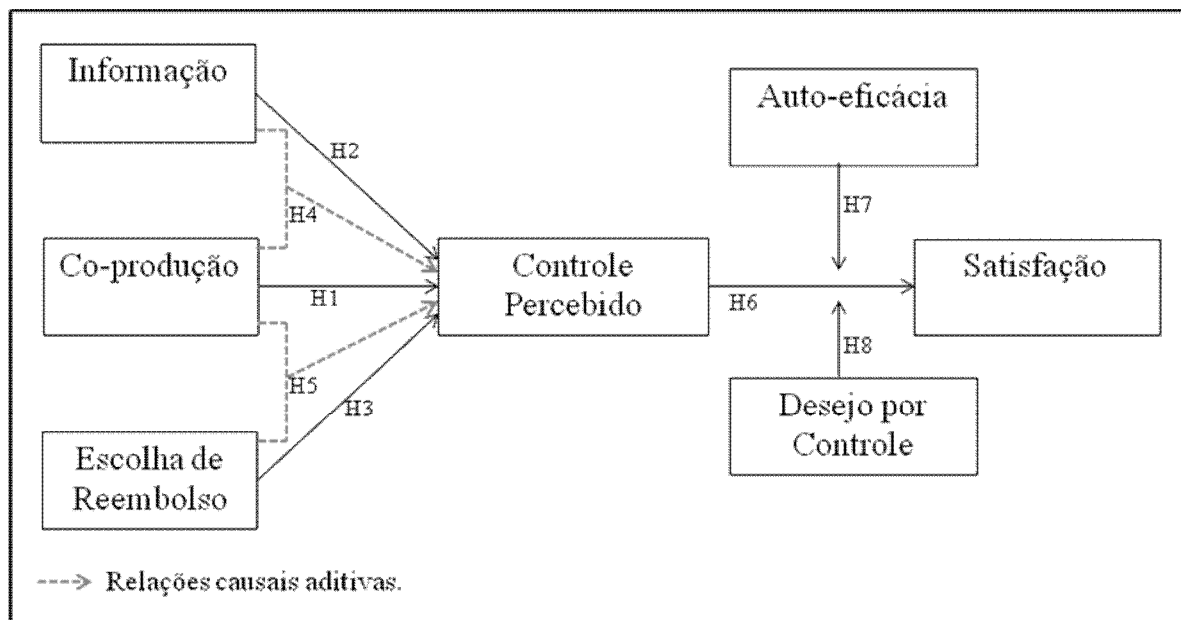 Informação
Auto-eficácia
H2
H7
H4
Co-produção
Controle
Percebido
Satisfação
H1
H6
H5
H8
H3
Escolha de
Reembolso
Desejo por
Controle
Relações causais aditivas.